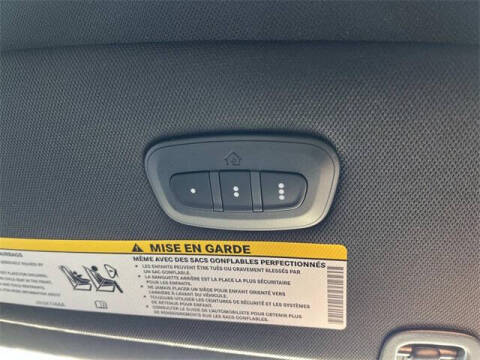 MISE EN GARDE
MÊME AVEC DES SACS GONFLABLES PERFECTIONNÉS
• LES ENFANTS PEUVENT ÊTRE TUÉS OU GRAVEMENT BLESSÉS PAR
UN SAC GONFLABLE.
• LA BANQUETTE ARRIÈRE EST LA PLACE LA PLUS SÉCURITAIRE
POUR LES ENFANTS.
• NE JAMAIS PLACER UN SIÈGE POUR ENFANT ORIENTÉ VERS
L'ARRIÈRE À L'AVANT DU VÉHICULE.
• TOUJOURS UTILISER LES CEINTURES DE SÉCURITÉ ET LES SYSTÈMES
DE RETENUE POUR ENFANTS.
• CONSULTER LE GUIDE DE L'AUTOMOBILISTE POUR OBTENIR PLUS
DE RENSEIGNEMENTS SUR LES SACS GONFLABLES.